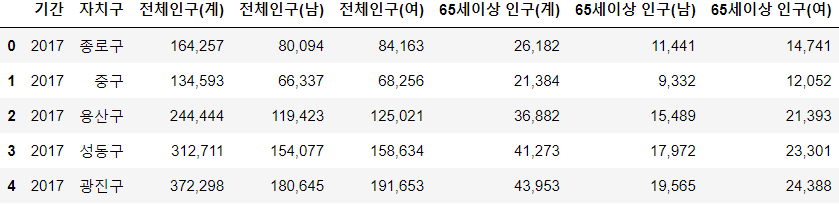 기간 자치구 전체인구(계) 전체인구(남) 전체인구(여) 65세이상 인구(계) 65세이상 인구(남) 65세이상 인구(여)
0 2017 종로구 164,257 80,094 84,163 26,182 11,441 14,741
1 2017 중구 134,593 66,337 68,256 21,384 9,332 12,052
2 2017 용산구 244,444 119,423 125,021 36,882 15,489 21,393
3 2017 성동구 312,711 154,077 158,634 41,273 17,972 23,301
4 2017 광진구 372,298 180,645 191,653 43,953 19,565 24,388